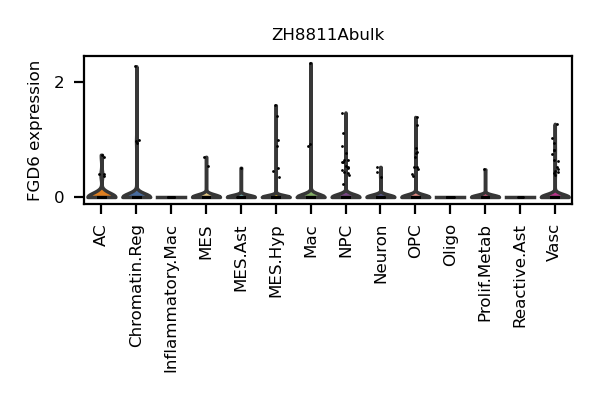 ZH8811Abulk
FGD6 expression
2
0
AC
Chromatin.Reg
Inflammatory.Mac
MES
MES.Ast
MES.Hyp
Mac
NPC
Neuron
OPC
Oligo
Prolif.Metab
Reactive.Ast
Vasc